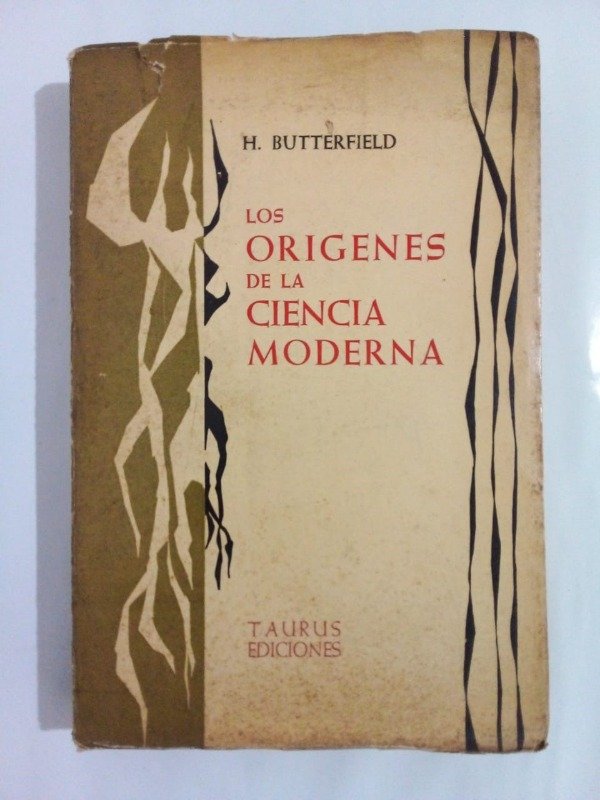 H. BUTTERFIELD
LOS
ORIGENES
DE LA
CIENCIA
MODERNA
TAURUS
EDICIONES